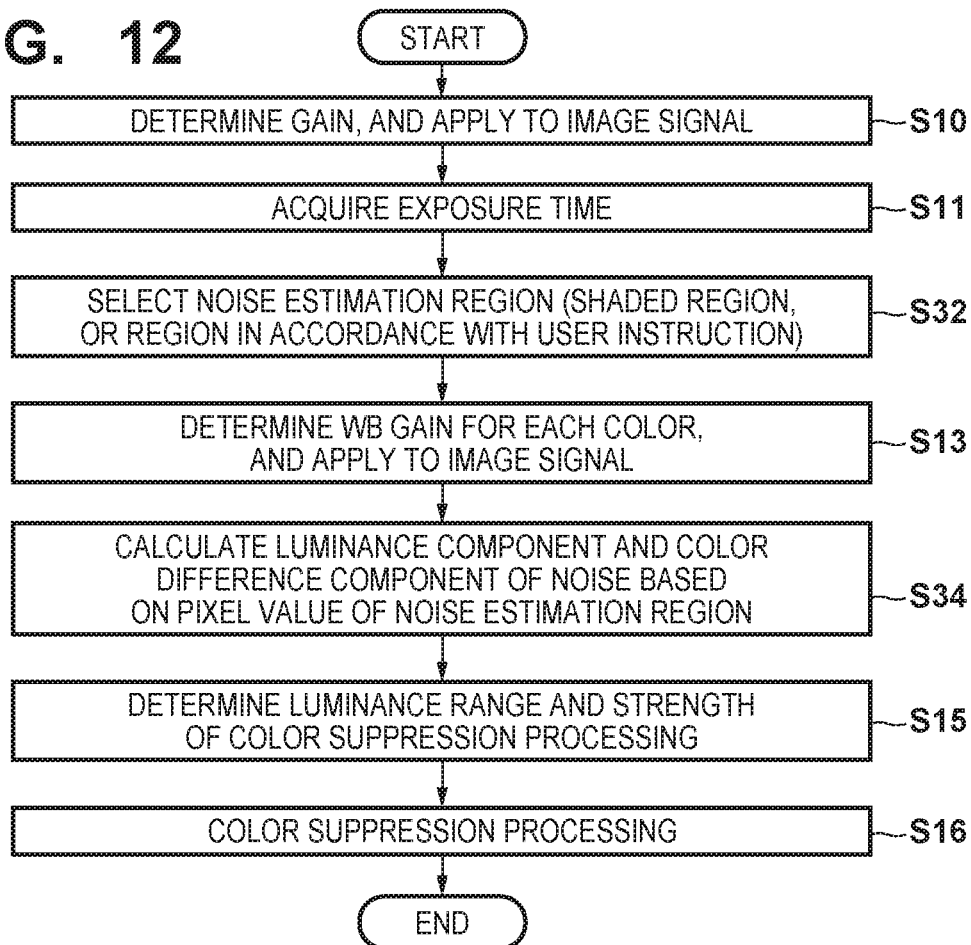 G. 12
START
DETERMINE GAIN, AND APPLY TO IMAGE SIGNAL
S10
ACQUIRE EXPOSURE TIME
S11
SELECT NOISE ESTIMATION REGION (SHADED REGION,
OR REGION IN ACCORDANCE WITH USER INSTRUCTION)
S32
DETERMINE WB GAIN FOR EACH COLOR,
AND APPLY TO IMAGE SIGNAL
S13
CALCULATE LUMINANCE COMPONENT AND COLOR
DIFFERENCE COMPONENT OF NOISE BASED
ON PIXEL VALUE OF NOISE ESTIMATION REGION
S34
DETERMINE LUMINANCE RANGE AND STRENGTH
OF COLOR SUPPRESSION PROCESSING
S15
COLOR SUPPRESSION PROCESSING
S16
END